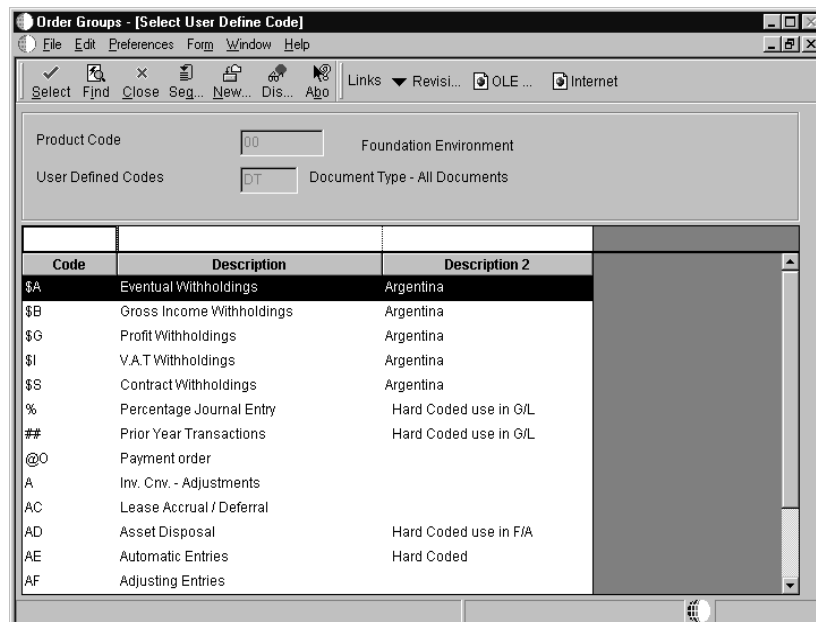 Order Groups - [Select User Define Code]
File Edit Preferences Form Window Help
Select Find Close Seq... New... Dis... Abo Links Revisi... OLE ... Internet
Product Code 00 Foundation Environment
User Defined Codes DT Document Type - All Documents
Code Description Description 2
$A Eventual Withholdings Argentina
$B Gross Income Withholdings Argentina
$G Profit Withholdings Argentina
$I V.A.T Withholdings Argentina
$S Contract Withholdings Argentina
% Percentage Journal Entry Hard Coded use in G/L
## Prior Year Transactions Hard Coded use in G/L
@O Payment order
A Inv. Cnv. - Adjustments
AC Lease Accrual / Deferral
AD Asset Disposal Hard Coded use in F/A
AE Automatic Entries Hard Coded
AF Adjusting Entries